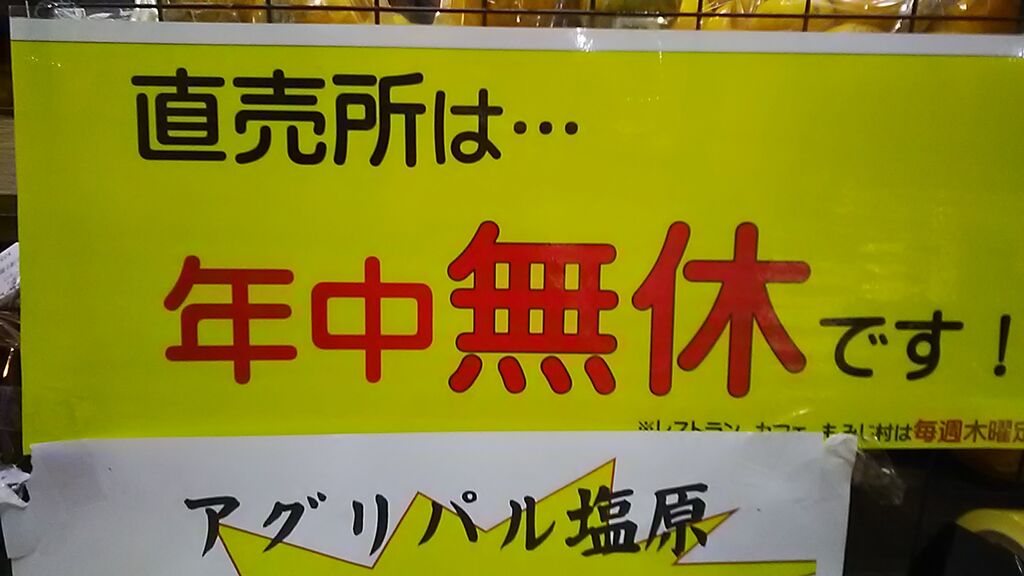 直売所は…
年中無休です！
※レストラン、カフェ、もみじ村は毎週木曜定
アグリパル塩原